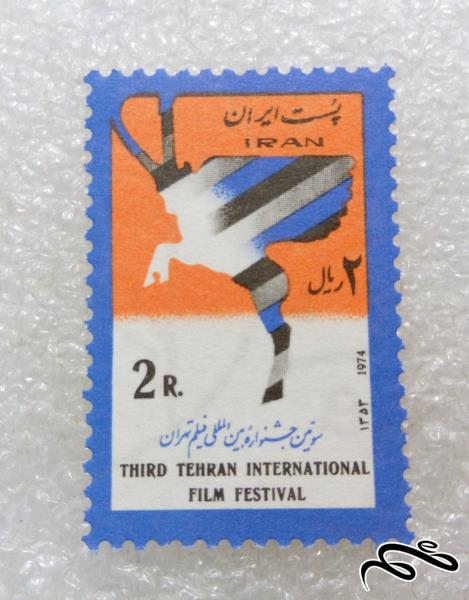 پست ایران
IRAN
۲ ریال
2 R.
۱۳۵۳ 1974
سومین جشنواره بین المللی فیلم تهران
THIRD TEHRAN INTERNATIONAL
FILM FESTIVAL